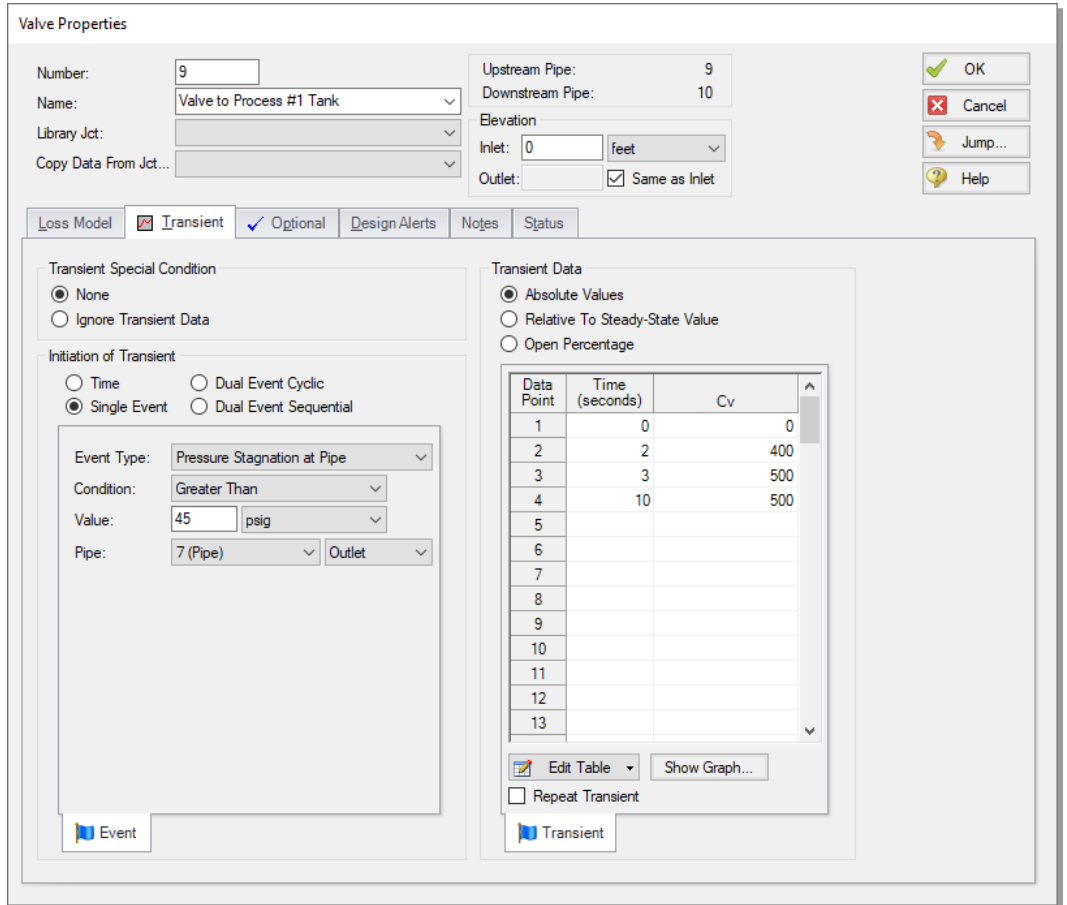 Valve Properties
Number: 9
Name: Valve to Process #1 Tank
Library Jct:
Copy Data From Jct...
Upstream Pipe: 9
Downstream Pipe: 10
Elevation
Inlet: 0 feet
Outlet: Same as Inlet
OK
Cancel
Jump...
Help
Loss Model Transient Optional Design Alerts Notes Status
Transient Special Condition
None
Ignore Transient Data
Initiation of Transient
Time Dual Event Cyclic
Single Event Dual Event Sequential
Event Type: Pressure Stagnation at Pipe
Condition: Greater Than
Value: 45 psig
Pipe: 7 (Pipe) Outlet
Event
Transient Data
Absolute Values
Relative To Steady-State Value
Open Percentage
Data Point Time (seconds) Cv
1 0 0
2 2 400
3 3 500
4 10 500
5
6
7
8
9
10
11
12
13
Edit Table Show Graph...
Repeat Transient
Transient